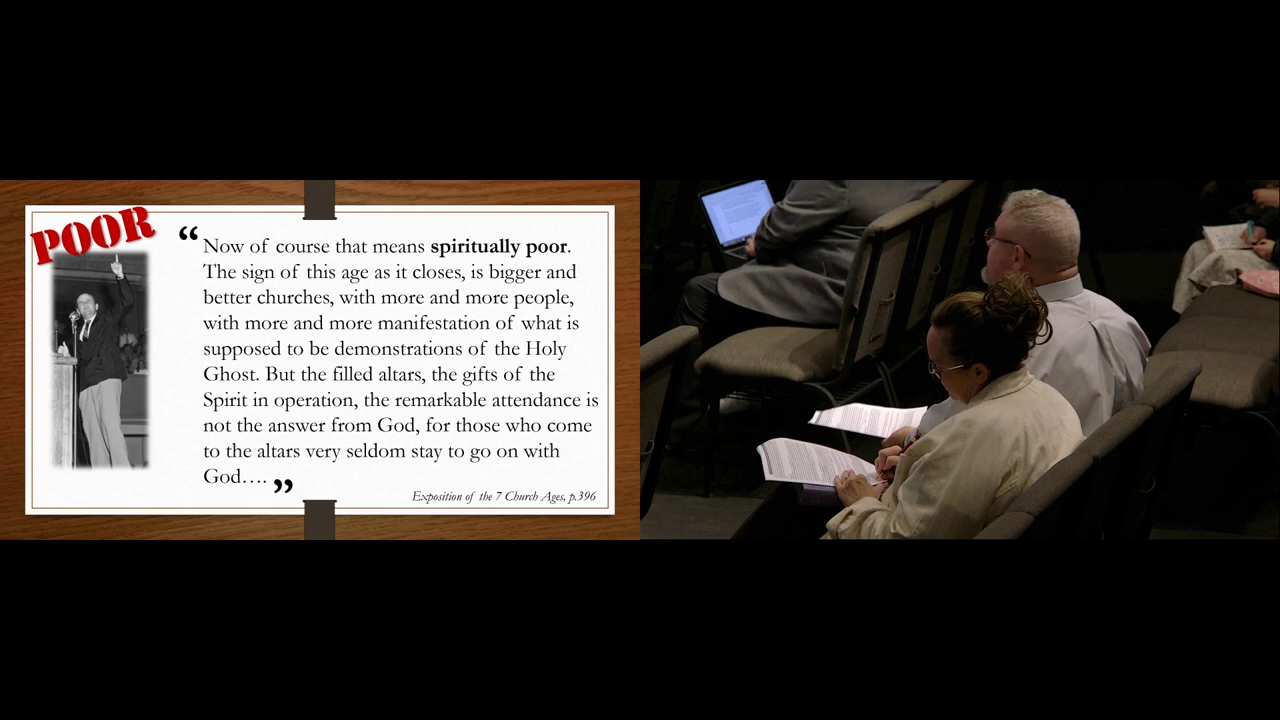 POOR
“ Now of course that means spiritually poor.
The sign of this age as it closes, is bigger and
better churches, with more and more people,
with more and more manifestation of what is
supposed to be demonstrations of the Holy
Ghost. But the filled altars, the gifts of the
Spirit in operation, the remarkable attendance is
not the answer from God, for those who come
to the altars very seldom stay to go on with
God…. ”
Exposition of the 7 Church Ages, p.396